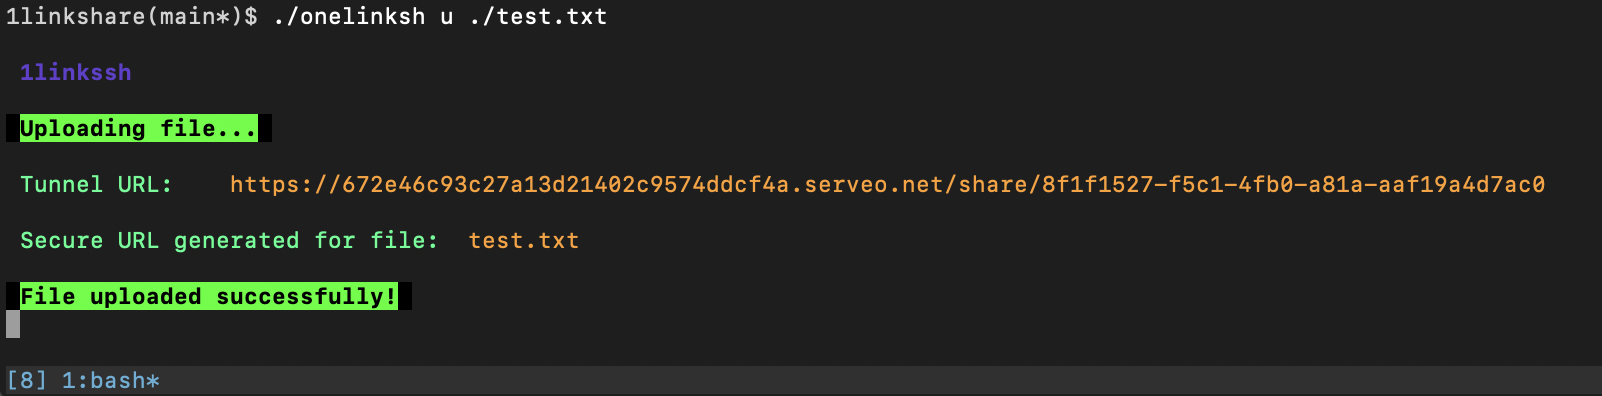 1linkshare(main*)$ ./onelinksh u ./test.txt
1linkssh
Uploading file...
Tunnel URL: https://672e46c93c27a13d21402c9574ddcf4a.serveo.net/share/8f1f1527-f5c1-4fb0-a81a-aaf19a4d7ac0
Secure URL generated for file: test.txt
File uploaded successfully!
[8] 1:bash*